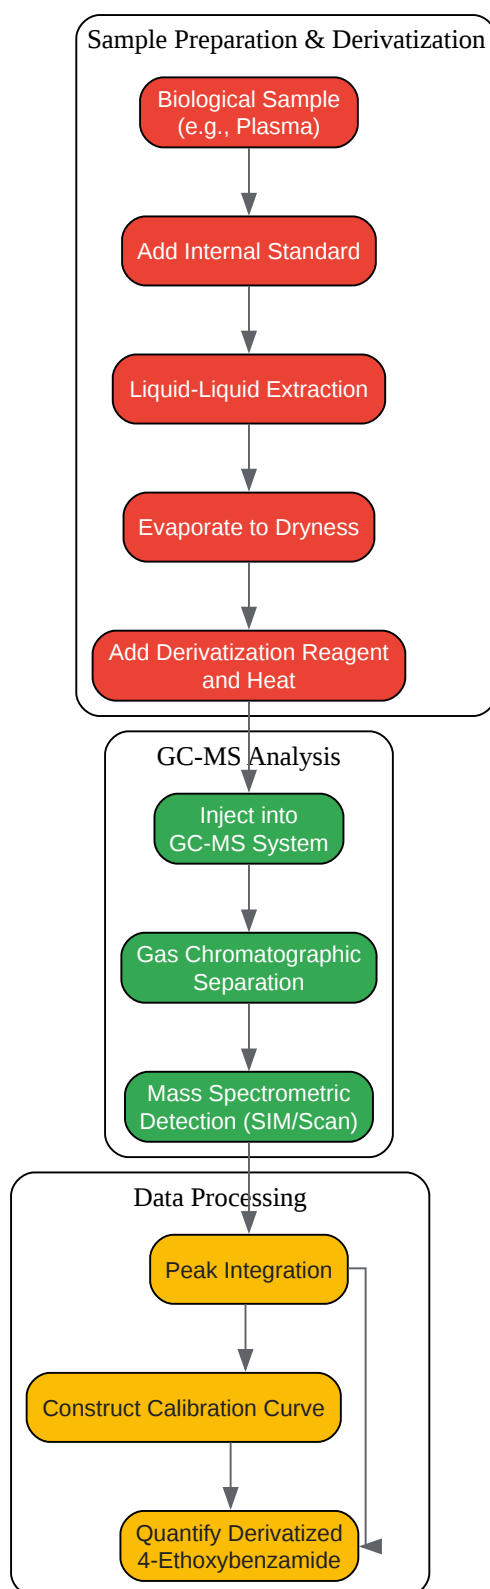 Sample Preparation & Derivatization
Biological Sample
(e.g., Plasma)
Add Internal Standard
Liquid-Liquid Extraction
Evaporate to Dryness
Add Derivatization Reagent
and Heat
GC-MS Analysis
Inject into
GC-MS System
Gas Chromatographic
Separation
Mass Spectrometric
Detection (SIM/Scan)
Data Processing
Peak Integration
Construct Calibration Curve
Quantify Derivatized
4-Ethoxybenzamide